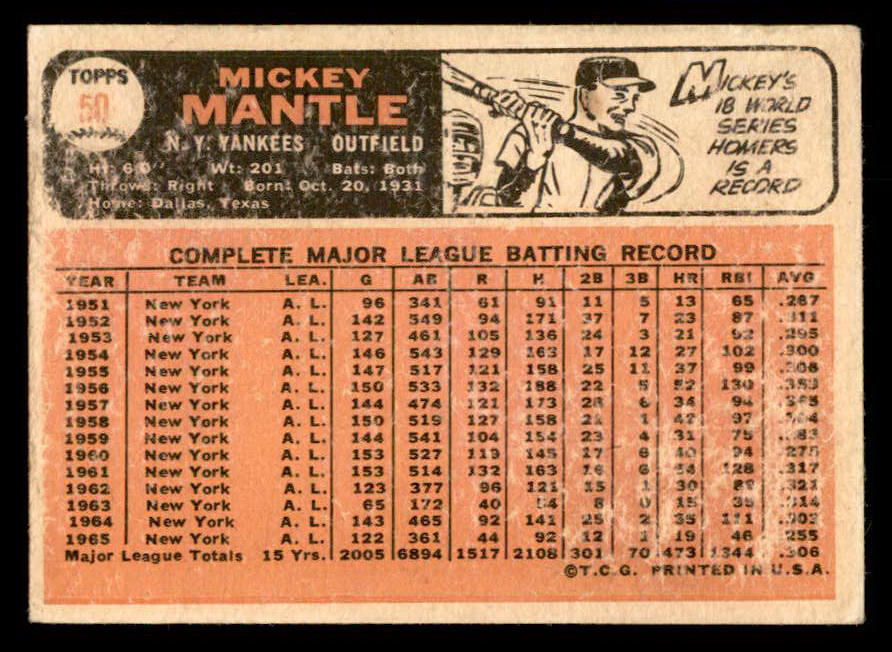 TOPPS
50
MICKEY
MANTLE
N. Y. YANKEES OUTFIELD
Ht: 6'0" Wt: 201 Bats: Both
Throws: Right Born: Oct. 20, 1931
Home: Dallas, Texas
MICKEY'S
18 WORLD
SERIES
HOMERS
IS A
RECORD
COMPLETE MAJOR LEAGUE BATTING RECORD
YEAR TEAM LEA. G AB R H 2B 3B HR RBI AVG
1951 New York A. L. 96 341 61 91 11 5 13 65 .267
1952 New York A. L. 142 549 94 171 37 7 23 87 .311
1953 New York A. L. 127 461 105 136 24 3 21 92 .295
1954 New York A. L. 146 543 129 163 17 12 27 102 .300
1955 New York A. L. 147 517 121 158 25 11 37 99 .306
1956 New York A. L. 150 533 132 188 22 5 52 130 .353
1957 New York A. L. 144 474 121 173 28 6 34 94 .365
1958 New York A. L. 150 519 127 158 21 1 42 97 .304
1959 New York A. L. 144 541 104 154 23 4 31 75
1960 New York A. L. 153 527 119 145 17 6 40 94 .275
1961 New York A. L. 153 514 132 163 16 6 54 128 .317
1962 New York A. L. 123 377 96 121 15 1 30 89 .321
1963 New York A. L. 65 172 40 54 8 0 15 35 .314
1964 New York A. L. 143 465 92 141 25 2 35 111 .303
1965 New York A. L. 122 361 44 92 12 1 19 46 .255
Major League Totals 15 Yrs. 2005 6894 1517 2108 301 70 473 1344 .306
©T.C.G. PRINTED IN U.S.A.